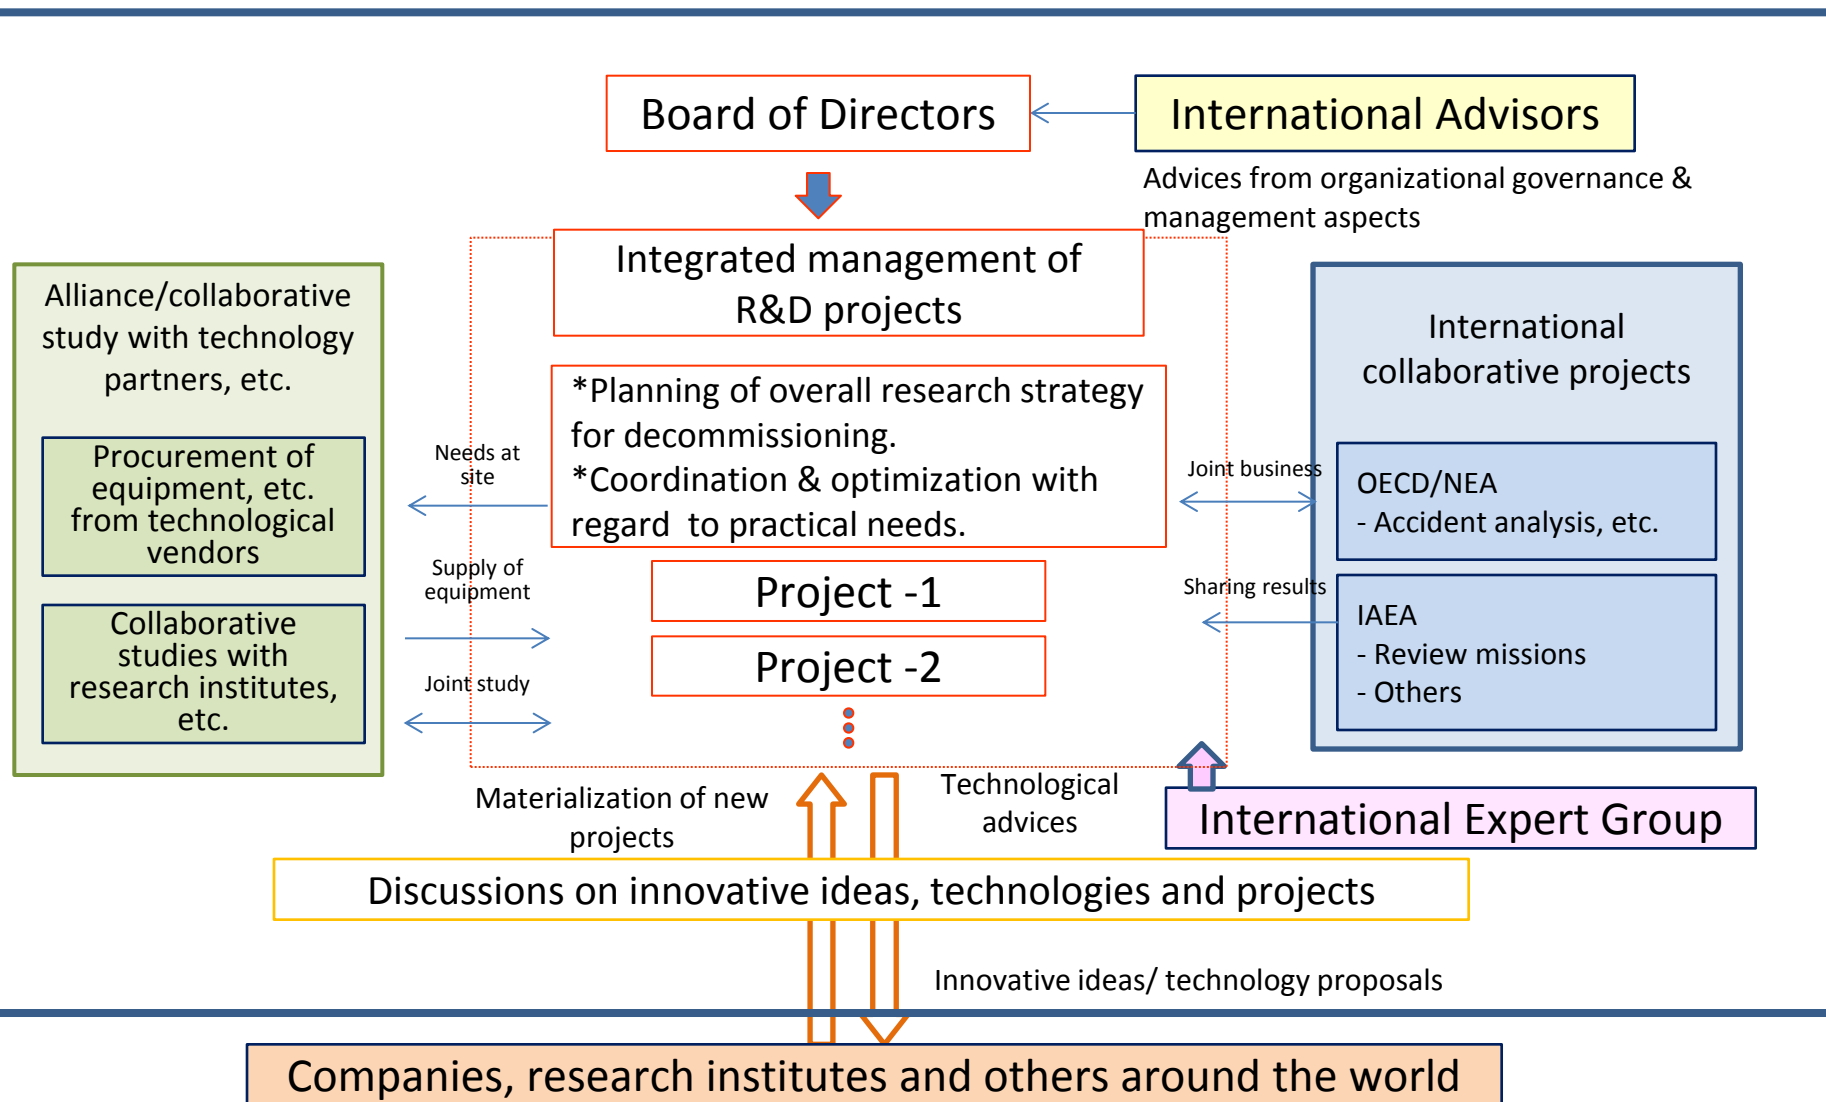 Board of Directors
International Advisors
Advices from organizational governance &
management aspects
Integrated management of
R&D projects
Alliance/collaborative
study with technology
partners, etc.
Procurement of
equipment, etc.
from technological
vendors
Collaborative
studies with
research institutes,
etc.
Needs at
site
Supply of
equipment
Joint study
*Planning of overall research strategy
for decommissioning.
*Coordination & optimization with
regard  to practical needs.
Project -1
Project -2
Joint business
Sharing results
International
collaborative projects
OECD/NEA
- Accident analysis, etc.
IAEA
- Review missions
- Others
Materialization of new
projects
Technological
advices
International Expert Group
Discussions on innovative ideas, technologies and projects
Innovative ideas/ technology proposals
Companies, research institutes and others around the world